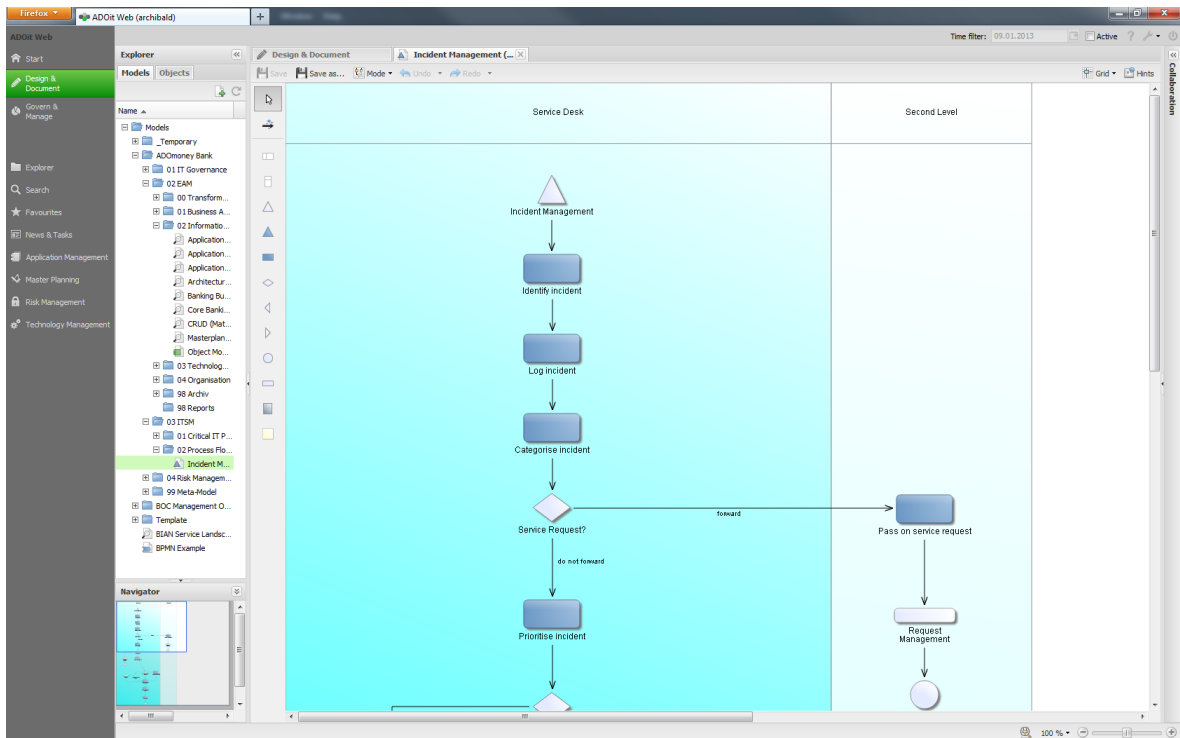 Firefox
ADOit Web (archibald)
ADOit Web
Time filter: 09.01.2013
Active
Start
Design & Document
Govern & Manage
Explorer
Search
Favourites
News & Tasks
Application Management
Master Planning
Risk Management
Technology Management
Explorer
Models
Objects
Name
Models
_Temporary
ADOmoney Bank
01 IT Governance
02 EAM
00 Transform...
01 Business A...
02 Informatio...
Application...
Application...
Application...
Architectur...
Banking Bu...
Core Banki...
CRUD (Mat...
Masterplan...
Object Mo...
03 Technolog...
04 Organisation
98 Archiv
98 Reports
03 ITSM
01 Critical IT P...
02 Process Flo...
Incident M...
04 Risk Managem...
99 Meta-Model
BOC Management O...
Template
BIAN Service Landsc...
BPMN Example
Navigator
Design & Document
Incident Management (...
Save
Save as...
Mode
Undo
Redo
Grid
Hints
Collaboration
Service Desk
Second Level
Incident Management
Identify incident
Log incident
Categorise incident
Service Request?
forward
Pass on service request
do not forward
Prioritise incident
Request
Management
100 %